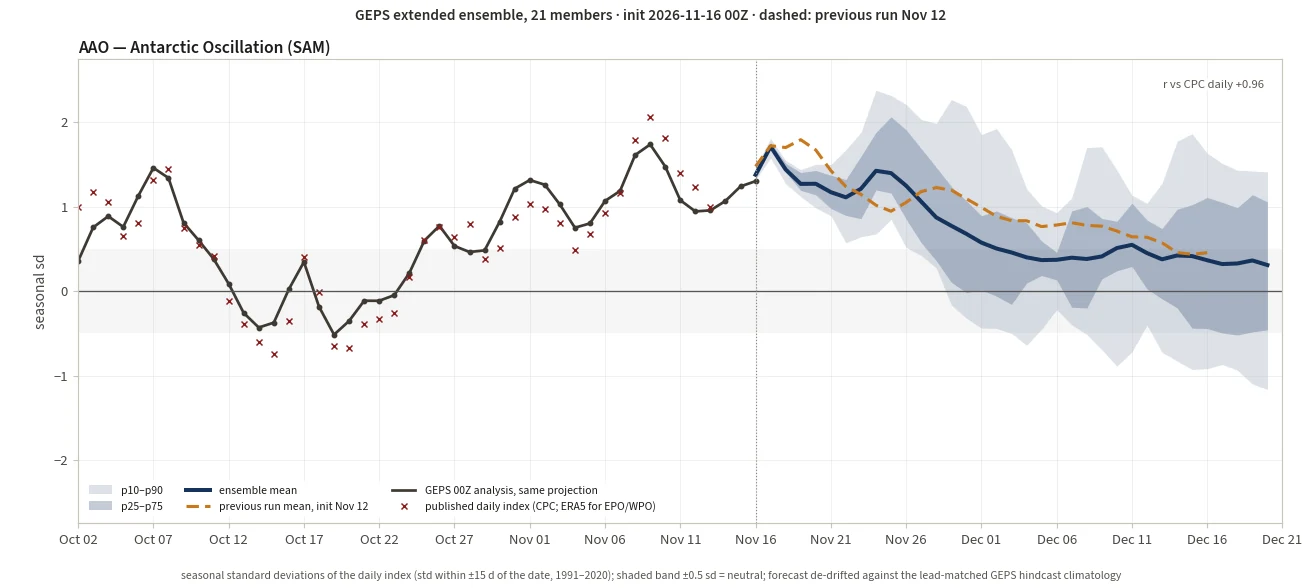 GEPS extended ensemble, 21 members · init 2026-11-16 00Z · dashed: previous run Nov 12
AAO — Antarctic Oscillation (SAM)
r vs CPC daily +0.96
seasonal sd
2
1
0
−1
−2
p10–p90
p25–p75
ensemble mean
previous run mean, init Nov 12
GEPS 00Z analysis, same projection
published daily index (CPC; ERA5 for EPO/WPO)
Oct 02 Oct 07 Oct 12 Oct 17 Oct 22 Oct 27 Nov 01 Nov 06 Nov 11 Nov 16 Nov 21 Nov 26 Dec 01 Dec 06 Dec 11 Dec 16 Dec 21
seasonal standard deviations of the daily index (std within ±15 d of the date, 1991–2020); shaded band ±0.5 sd = neutral; forecast de-drifted against the lead-matched GEPS hindcast climatology